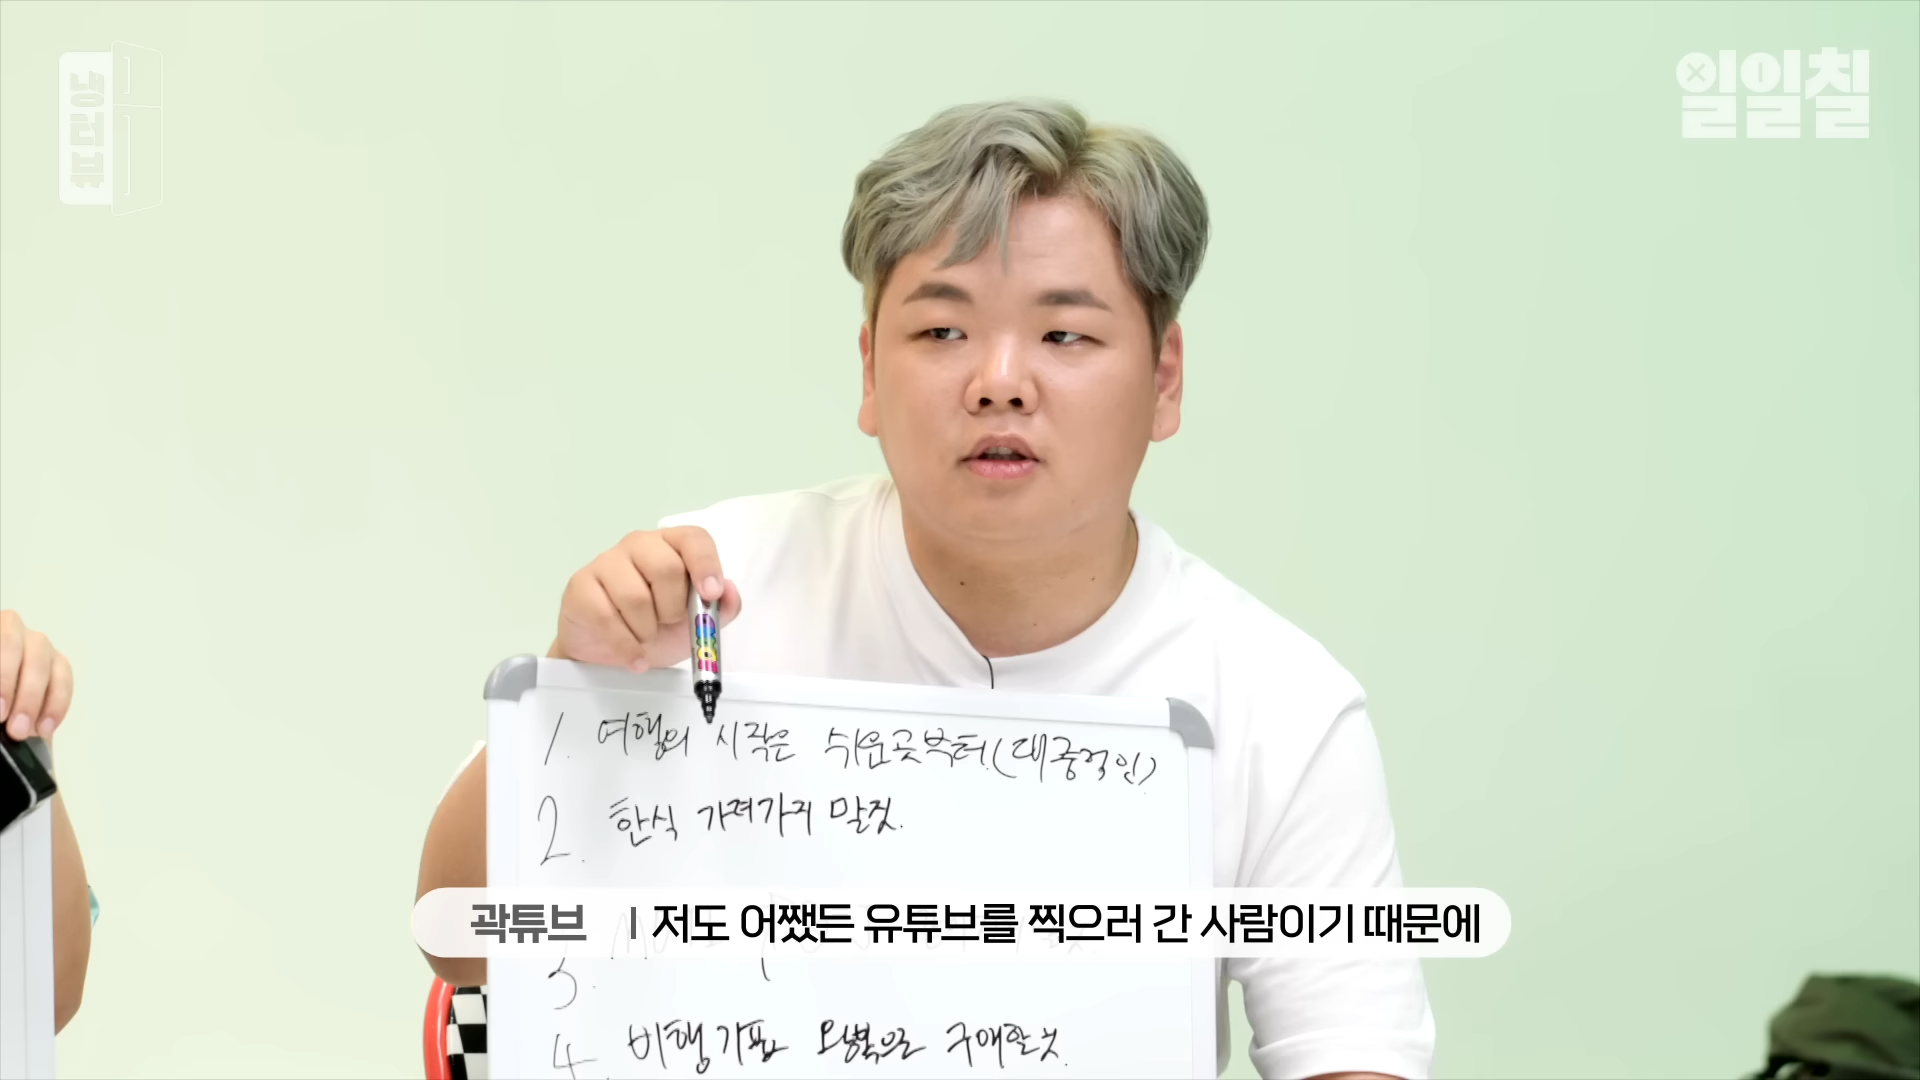 냉터뷰
일일칠
1. 여행의 시작은 쉬운곳부터.(대중적인)
2. 한식 가져가지 말것.
3.
곽튜브 | 저도 어쨌든 유튜브를 찍으러 간 사람이기 때문에
4. 비행기표는 왕복으로 구매할것.